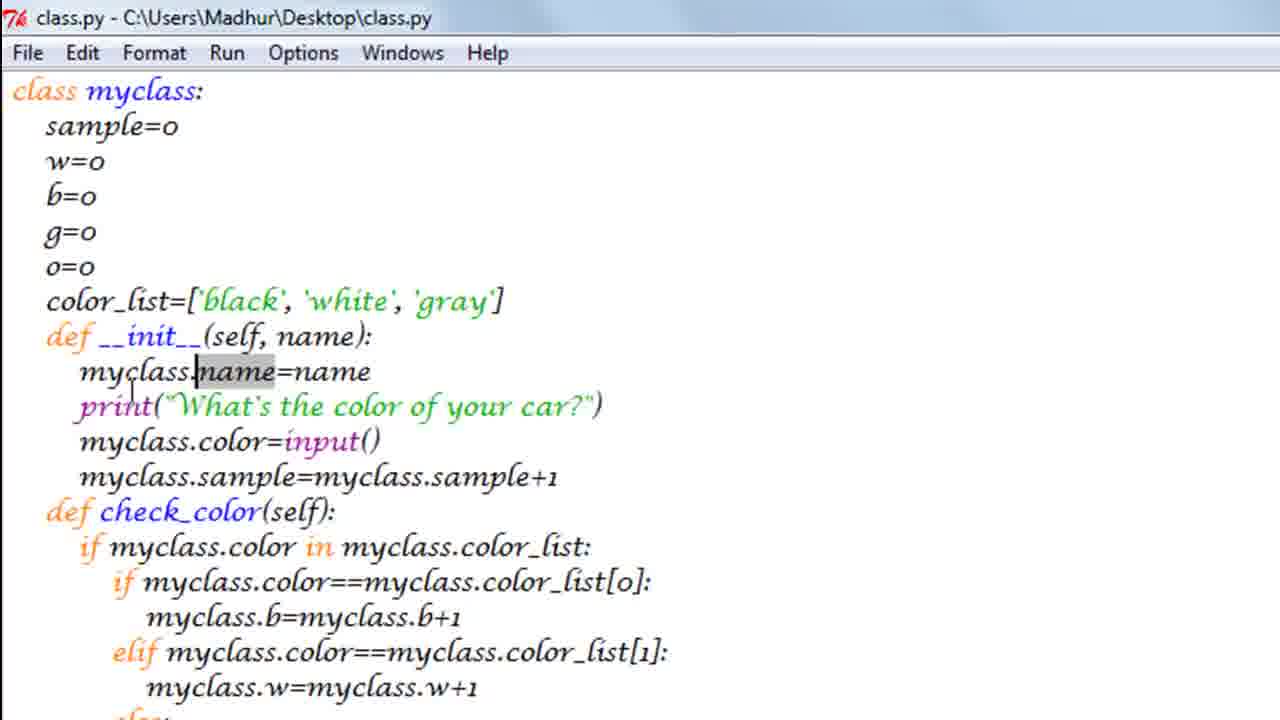 class.py - C:\Users\Madhur\Desktop\class.py
File Edit Format Run Options Windows Help
class myclass:
    sample=0
    w=0
    b=0
    g=0
    o=0
    color_list=['black', 'white', 'gray']
    def __init__(self, name):
        myclass.name=name
        print("What's the color of your car?")
        myclass.color=input()
        myclass.sample=myclass.sample+1
    def check_color(self):
        if myclass.color in myclass.color_list:
            if myclass.color==myclass.color_list[0]:
                myclass.b=myclass.b+1
            elif myclass.color==myclass.color_list[1]:
                myclass.w=myclass.w+1
            else: